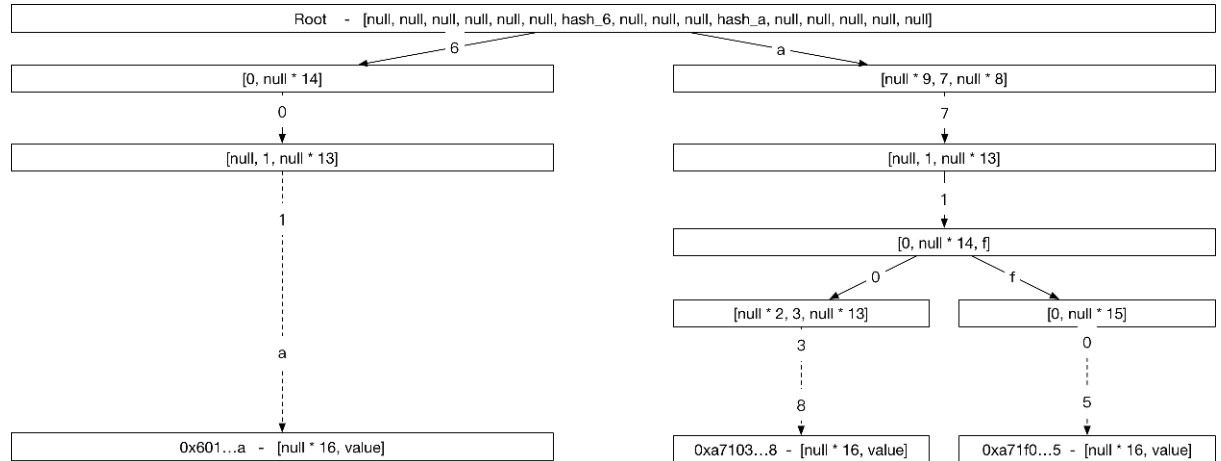 Root - [null, null, null, null, null, null, hash_6, null, null, null, hash_a, null, null, null, null, null]
6
a
[0, null * 14]
[null * 9, 7, null * 8]
0
7
[null, 1, null * 13]
[null, 1, null * 13]
1
1
[0, null * 14, f]
0
f
[null * 2, 3, null * 13]
[0, null * 15]
a
3
0
8
5
0x601...a - [null * 16, value]
0xa7103...8 - [null * 16, value]
0xa71f0...5 - [null * 16, value]